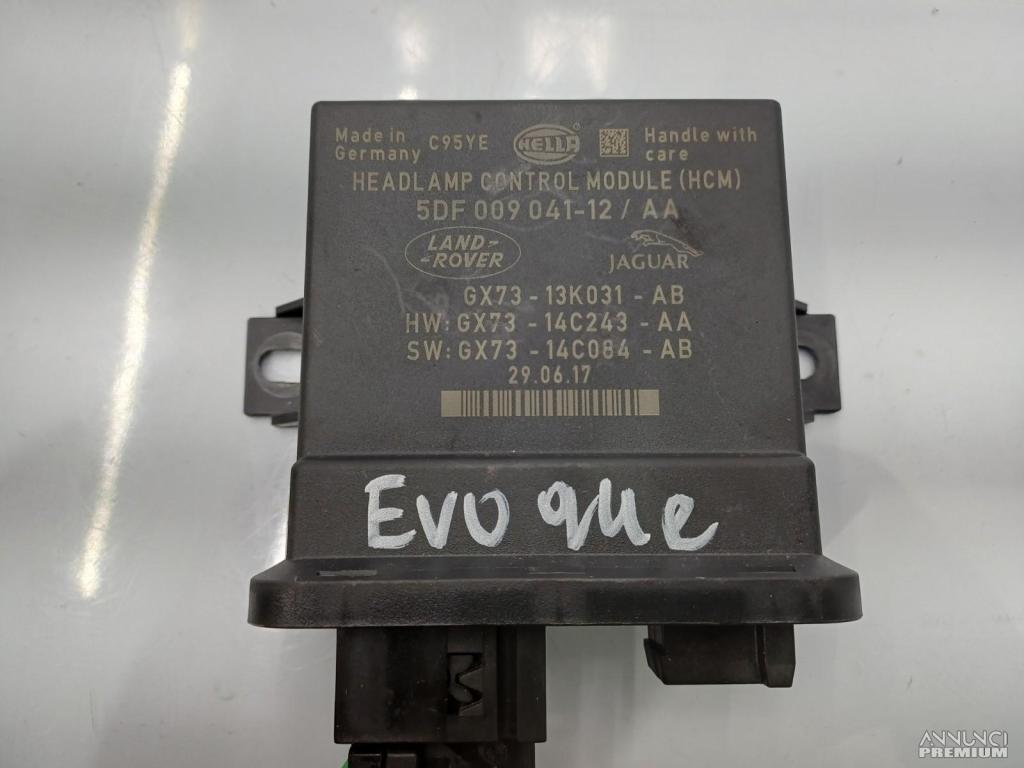 Made in Germany C95YE HELLA Handle with care
HEADLAMP CONTROL MODULE (HCM)
5DF 009 041-12 / AA
LAND-
-ROVER
JAGUAR
GX73 - 13K031 - AB
HW: GX73 - 14C243 - AA
SW: GX73 - 14C084 - AB
29.06.17
Evoque
ANNUNCI
PREMIUM